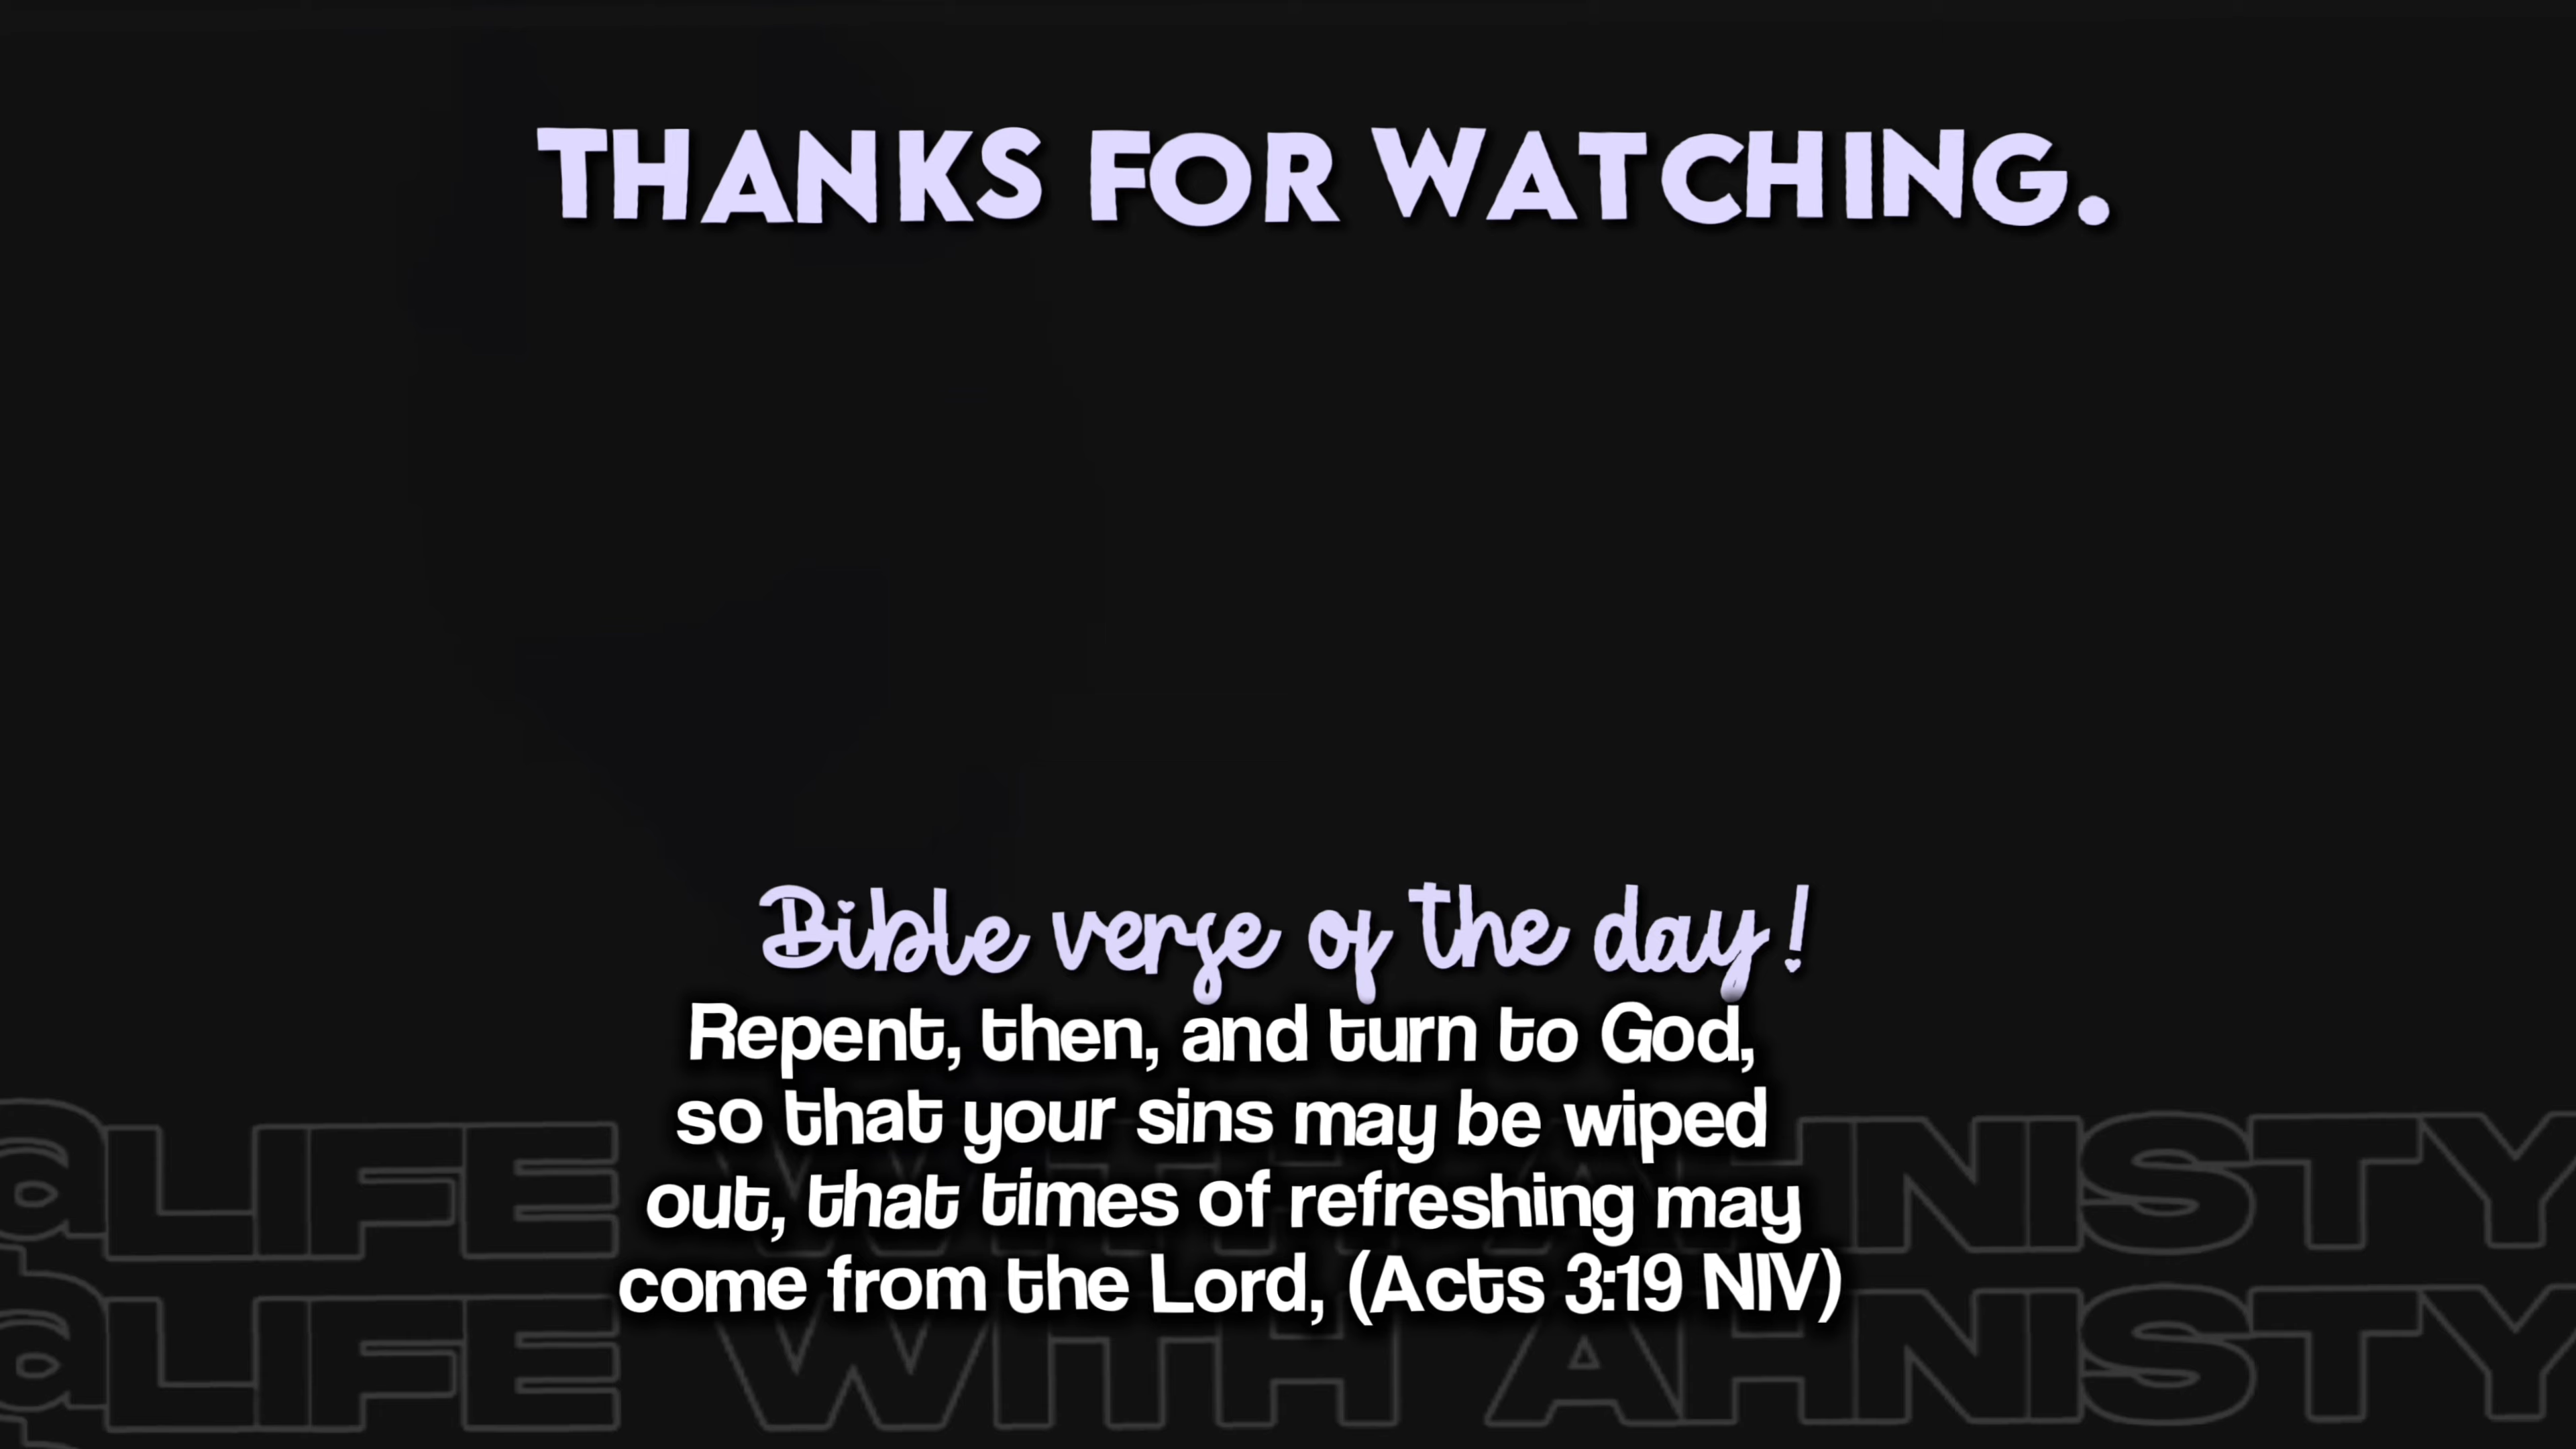 THANKS FOR WATCHING.
Bible verse of the day!
Repent, then, and turn to God,
so that your sins may be wiped
out, that times of refreshing may
come from the Lord, (Acts 3:19 NIV)
@LIFE WITH AHNISTY
@LIFE WITH AHNISTY